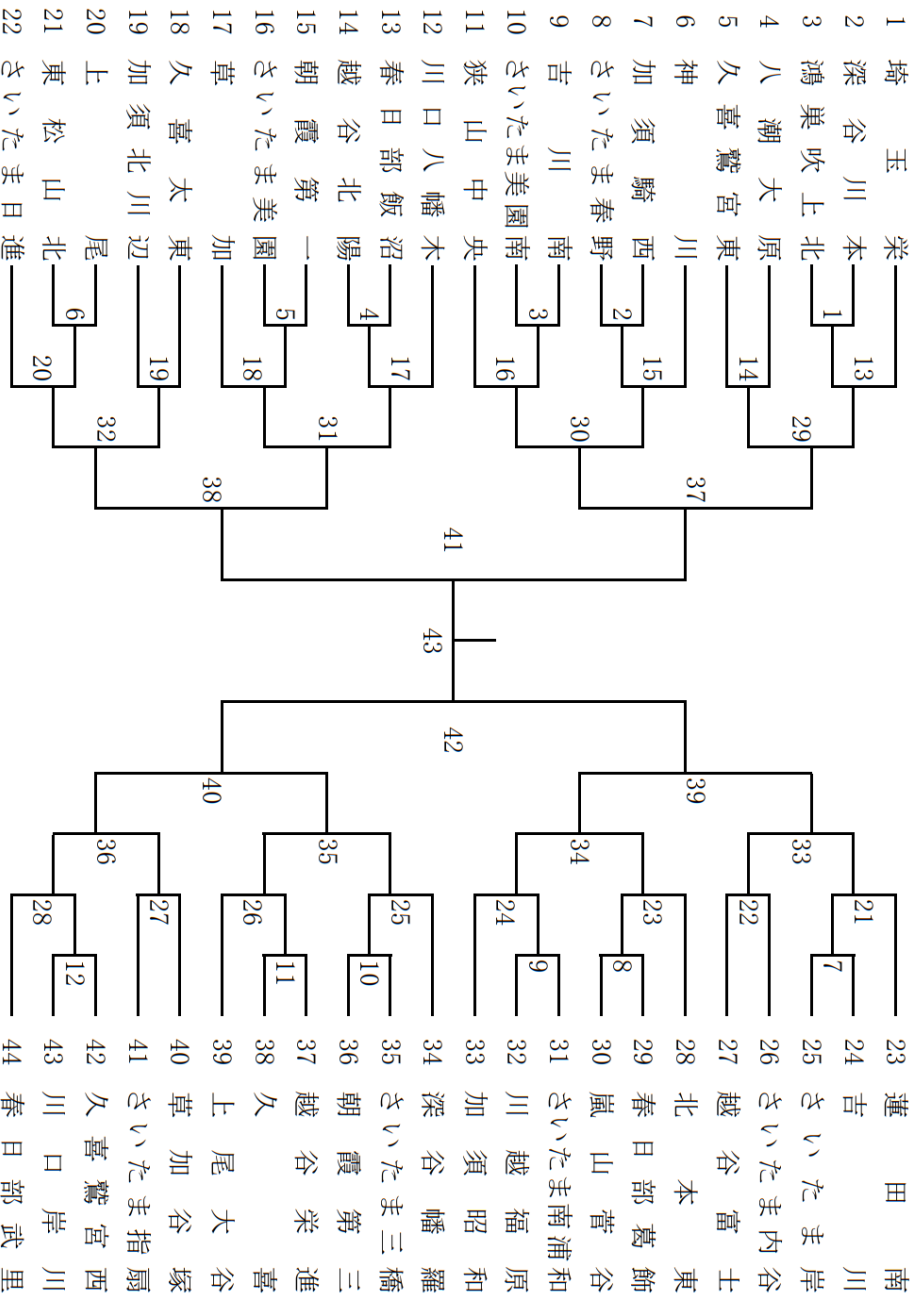 1 埼玉栄
2 深谷川本
3 鴻巣吹上北
4 八潮大原
5 久喜鷲宮東
6 神川
7 加須騎西
8 さいたま春野
9 吉川南
10 さいたま美園南
11 狭山中央
12 川口八幡木
13 春日部飯沼
14 越谷北陽
15 朝霞第一
16 さいたま美園
17 草加
18 久喜太東
19 加須北川辺
20 上尾
21 東松山北
22 さいたま日進
1
2
3
4
5
6
13
14
15
16
17
18
19
20
29
30
31
32
37
38
41
43
42
39
40
33
34
35
36
21
22
23
24
25
26
27
28
7
8
9
10
11
12
23 蓮田南
24 吉川
25 さいたま岸
26 さいたま内谷
27 越谷富士
28 北本東
29 春日部葛飾
30 嵐山菅谷
31 さいたま南浦和
32 川越福原
33 加須昭和
34 深谷幡羅
35 さいたま三橋
36 朝霞第三
37 越谷栄進
38 久喜
39 上尾大谷
40 草加谷塚
41 さいたま指扇
42 久喜鷲宮西
43 川口岸川
44 春日部武里